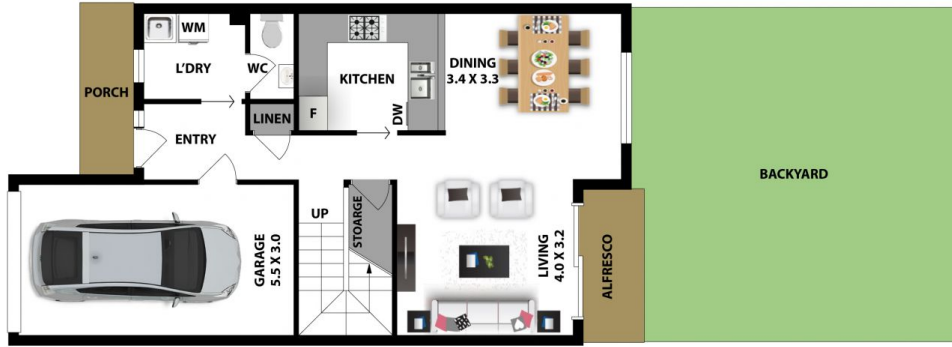 WM
L'DRY
WC
PORCH
ENTRY
LINEN
KITCHEN
F
DW
DINING
3.4 X 3.3
BACKYARD
GARAGE
5.5 X 3.0
UP
STOARGE
LIVING
4.0 X 3.2
ALFRESCO